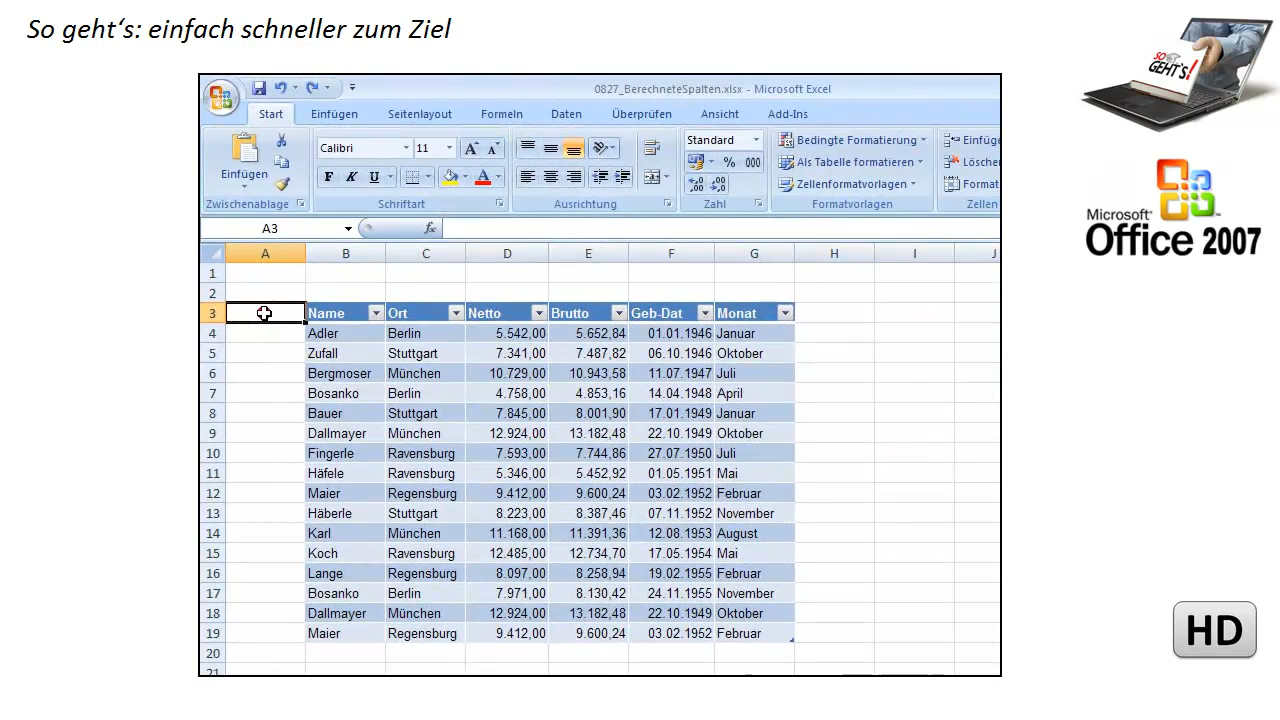 So geht's: einfach schneller zum Ziel
SO GEHT'S!
Microsoft Office 2007
HD
0827_BerechneteSpalten.xlsx - Microsoft Excel
Start Einfügen Seitenlayout Formeln Daten Überprüfen Ansicht Add-Ins
Calibri 11 Standard Bedingte Formatierung Einfüge
Einfügen F K U A % 000 Als Tabelle formatieren Lösche
Zellenformatvorlagen Format
Zwischenablage Schriftart Ausrichtung Zahl Formatvorlagen Zellen
A3 fx
A B C D E F G H I J
1
2
3 Name Ort Netto Brutto Geb-Dat Monat
4 Adler Berlin 5.542,00 5.652,84 01.01.1946 Januar
5 Zufall Stuttgart 7.341,00 7.487,82 06.10.1946 Oktober
6 Bergmoser München 10.729,00 10.943,58 11.07.1947 Juli
7 Bosanko Berlin 4.758,00 4.853,16 14.04.1948 April
8 Bauer Stuttgart 7.845,00 8.001,90 17.01.1949 Januar
9 Dallmayer München 12.924,00 13.182,48 22.10.1949 Oktober
10 Fingerle Ravensburg 7.593,00 7.744,86 27.07.1950 Juli
11 Häfele Ravensburg 5.346,00 5.452,92 01.05.1951 Mai
12 Maier Regensburg 9.412,00 9.600,24 03.02.1952 Februar
13 Häberle Stuttgart 8.223,00 8.387,46 07.11.1952 November
14 Karl München 11.168,00 11.391,36 12.08.1953 August
15 Koch Ravensburg 12.485,00 12.734,70 17.05.1954 Mai
16 Lange Regensburg 8.097,00 8.258,94 19.02.1955 Februar
17 Bosanko Berlin 7.971,00 8.130,42 24.11.1955 November
18 Dallmayer München 12.924,00 13.182,48 22.10.1949 Oktober
19 Maier Regensburg 9.412,00 9.600,24 03.02.1952 Februar
20
21